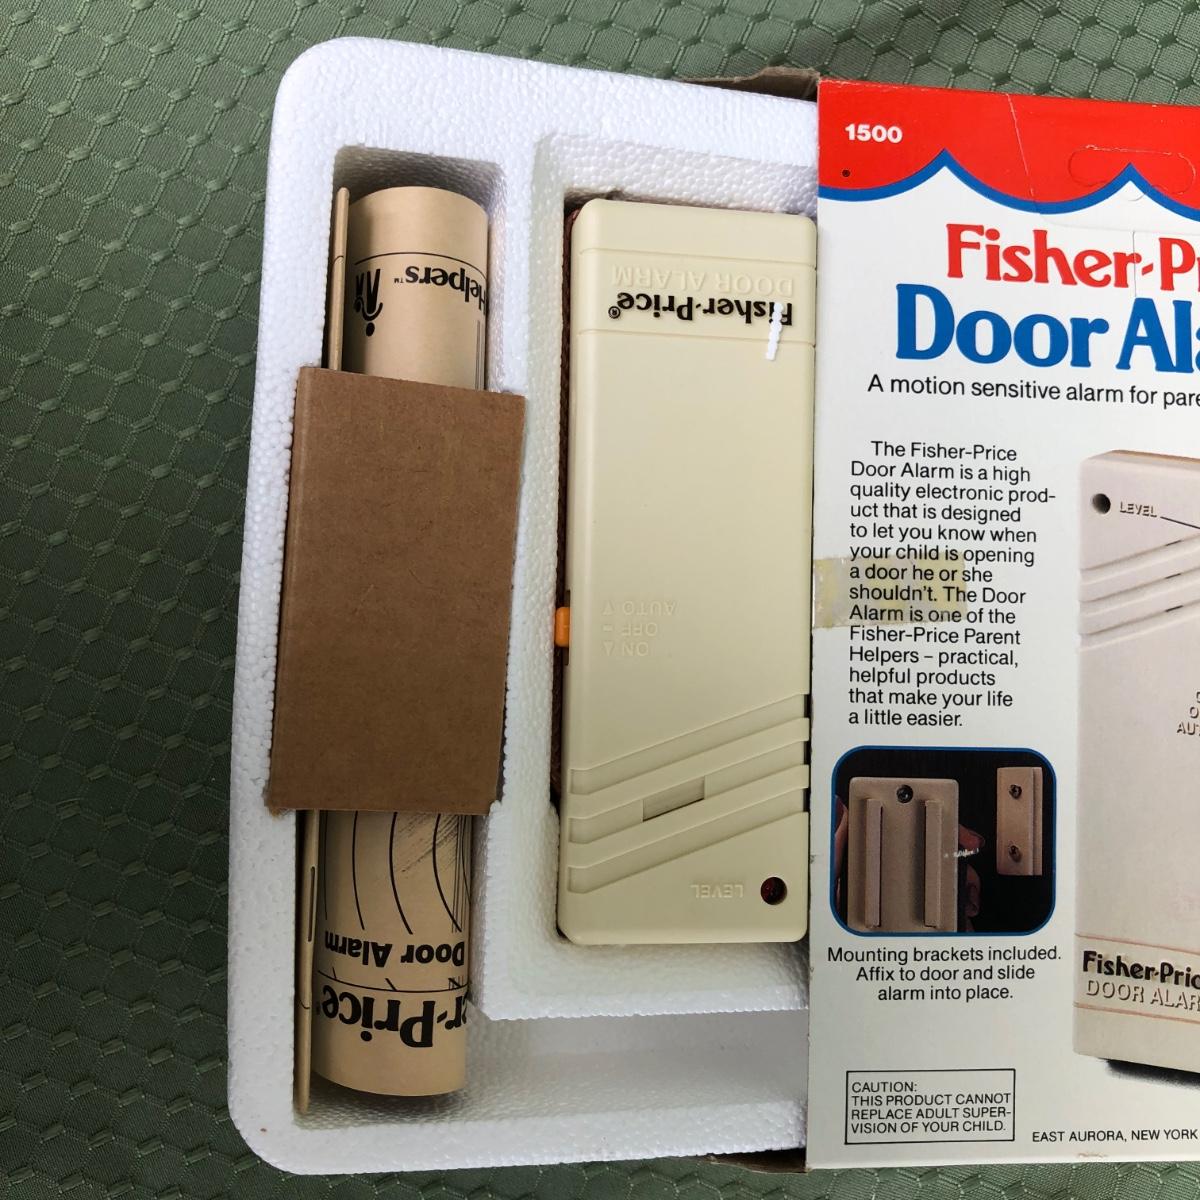 Helpers™
Door Alarm
r-Price®
DOOR ALARM
Fisher-Price®
AUTO
OFF
ON
LEVEL
1500
®
Fisher-Pr
Door Al
A motion sensitive alarm for pare
The Fisher-Price
Door Alarm is a high
quality electronic prod-
uct that is designed
to let you know when
your child is opening
a door he or she
shouldn't. The Door
Alarm is one of the
Fisher-Price Parent
Helpers – practical,
helpful products
that make your life
a little easier.
LEVEL
AUT
Fisher-Pric
DOOR ALAR
Mounting brackets included.
Affix to door and slide
alarm into place.
CAUTION:
THIS PRODUCT CANNOT
REPLACE ADULT SUPER-
VISION OF YOUR CHILD.
EAST AURORA, NEW YORK